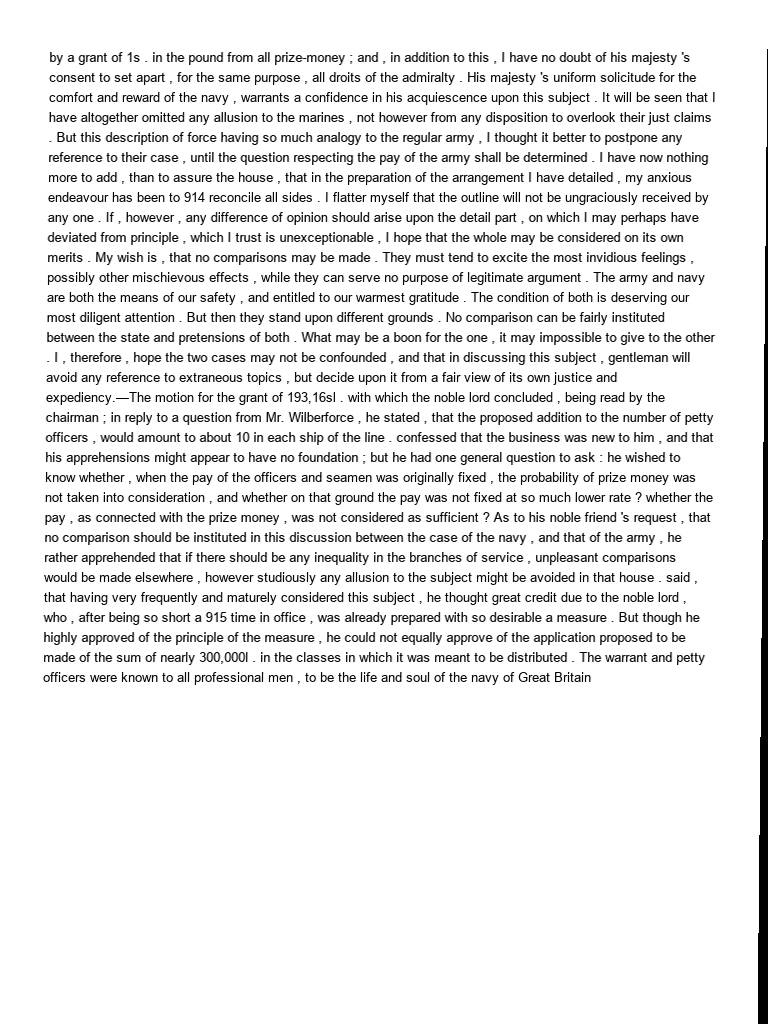 by a grant of 1s . in the pound from all prize-money ; and , in addition to this , I have no doubt of his majesty 's
consent to set apart , for the same purpose , all droits of the admiralty . His majesty 's uniform solicitude for the
comfort and reward of the navy , warrants a confidence in his acquiescence upon this subject . It will be seen that I
have altogether omitted any allusion to the marines , not however from any disposition to overlook their just claims
. But this description of force having so much analogy to the regular army , I thought it better to postpone any
reference to their case , until the question respecting the pay of the army shall be determined . I have now nothing
more to add , than to assure the house , that in the preparation of the arrangement I have detailed , my anxious
endeavour has been to 914 reconcile all sides . I flatter myself that the outline will not be ungraciously received by
any one . If , however , any difference of opinion should arise upon the detail part , on which I may perhaps have
deviated from principle , which I trust is unexceptionable , I hope that the whole may be considered on its own
merits . My wish is , that no comparisons may be made . They must tend to excite the most invidious feelings ,
possibly other mischievous effects , while they can serve no purpose of legitimate argument . The army and navy
are both the means of our safety , and entitled to our warmest gratitude . The condition of both is deserving our
most diligent attention . But then they stand upon different grounds . No comparison can be fairly instituted
between the state and pretensions of both . What may be a boon for the one , it may impossible to give to the other
. I , therefore , hope the two cases may not be confounded , and that in discussing this subject , gentleman will
avoid any reference to extraneous topics , but decide upon it from a fair view of its own justice and
expediency.—The motion for the grant of 193,16sl . with which the noble lord concluded , being read by the
chairman ; in reply to a question from Mr. Wilberforce , he stated , that the proposed addition to the number of petty
officers , would amount to about 10 in each ship of the line . confessed that the business was new to him , and that
his apprehensions might appear to have no foundation ; but he had one general question to ask : he wished to
know whether , when the pay of the officers and seamen was originally fixed , the probability of prize money was
not taken into consideration , and whether on that ground the pay was not fixed at so much lower rate ? whether the
pay , as connected with the prize money , was not considered as sufficient ? As to his noble friend 's request , that
no comparison should be instituted in this discussion between the case of the navy , and that of the army , he
rather apprehended that if there should be any inequality in the branches of service , unpleasant comparisons
would be made elsewhere , however studiously any allusion to the subject might be avoided in that house . said ,
that having very frequently and maturely considered this subject , he thought great credit due to the noble lord ,
who , after being so short a 915 time in office , was already prepared with so desirable a measure . But though he
highly approved of the principle of the measure , he could not equally approve of the application proposed to be
made of the sum of nearly 300,000l . in the classes in which it was meant to be distributed . The warrant and petty
officers were known to all professional men , to be the life and soul of the navy of Great Britain